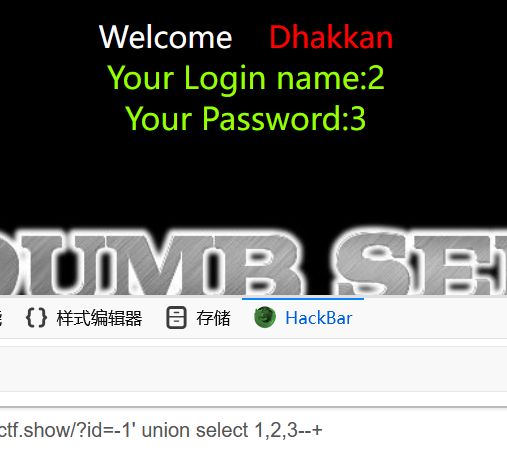 Welcome Dhakkan
Your Login name:2
Your Password:3
DUMB SE
{} 样式编辑器 存储 HackBar
ctf.show/?id=-1' union select 1,2,3--+